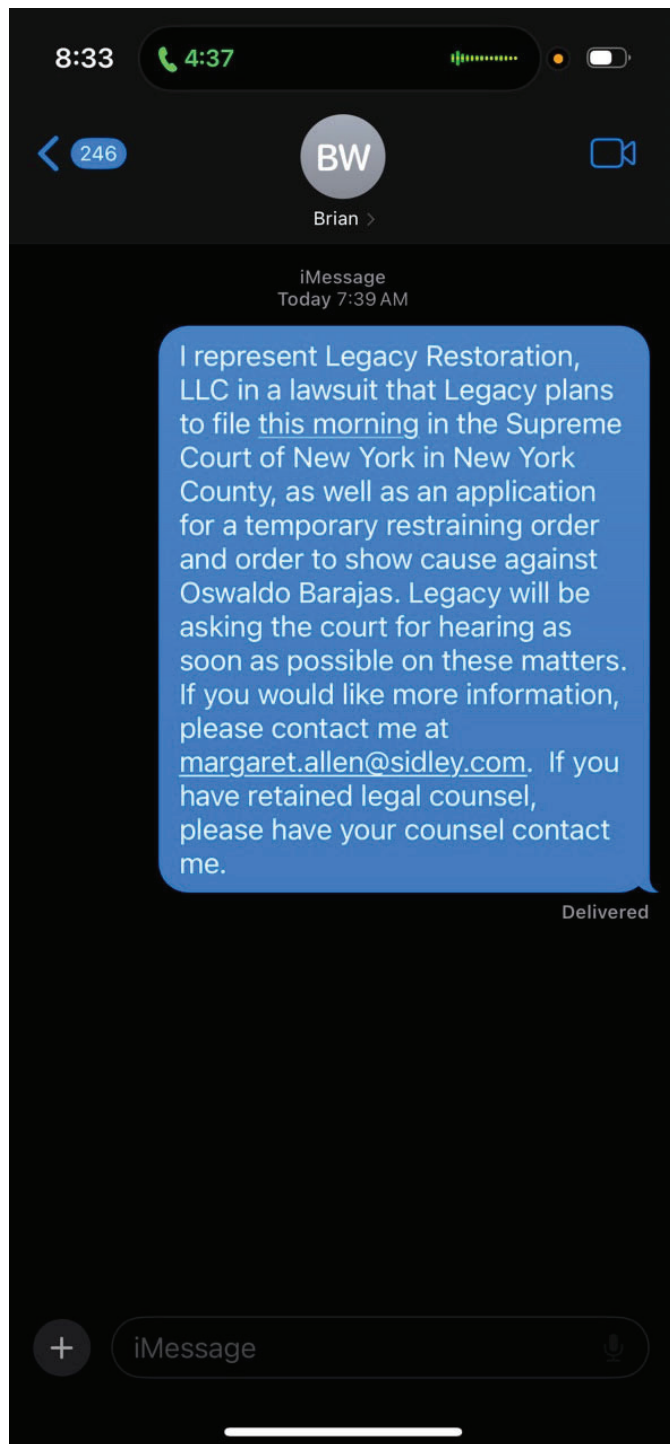 8:33
4:37
246
BW
Brian >
iMessage
Today 7:39 AM
I represent Legacy Restoration,
LLC in a lawsuit that Legacy plans
to file this morning in the Supreme
Court of New York in New York
County, as well as an application
for a temporary restraining order
and order to show cause against
Oswaldo Barajas. Legacy will be
asking the court for hearing as
soon as possible on these matters.
If you would like more information,
please contact me at
margaret.allen@sidley.com.  If you
have retained legal counsel,
please have your counsel contact
me.
Delivered
+
iMessage